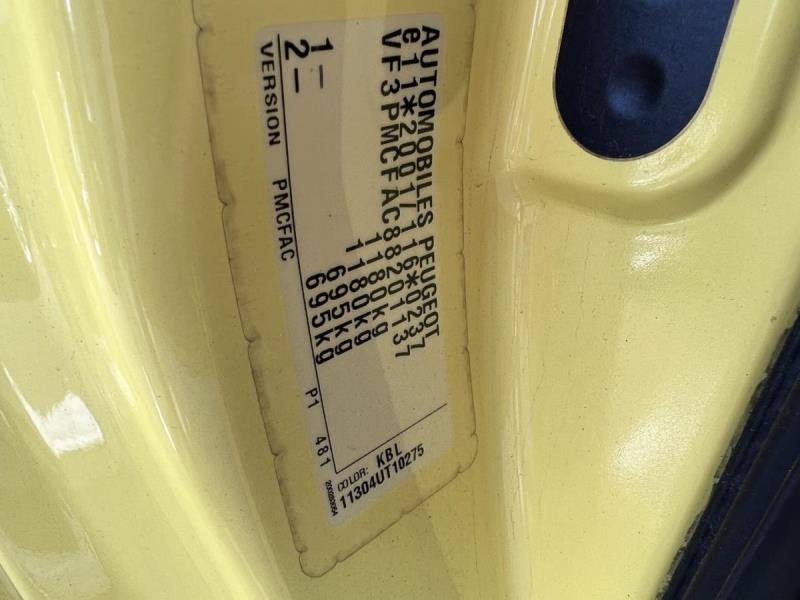 AUTOMOBILES PEUGEOT
e11*2001/116*0237
VF3PMCFAC88201137
1180kg
1180kg
1- 695kg
2- 695kg
VERSION PMCFAC P1 481
COLOR: KBL
11304UT10275